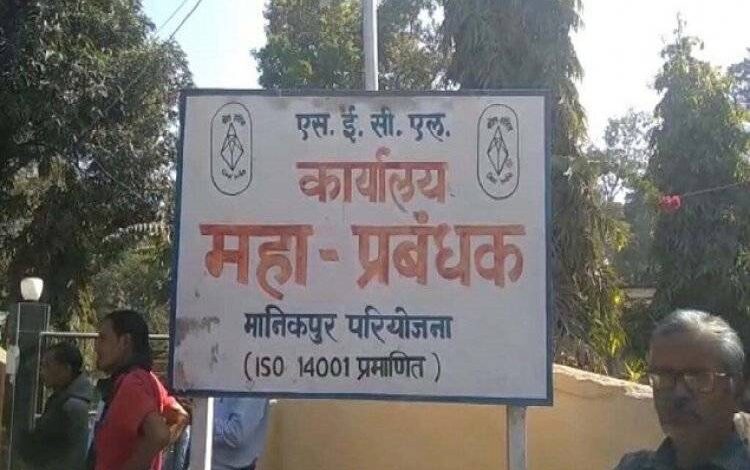 एस. ई. सी. एल.
कार्यालय
महा - प्रबंधक
मानिकपुर परियोजना
(ISO 14001 प्रमाणित)